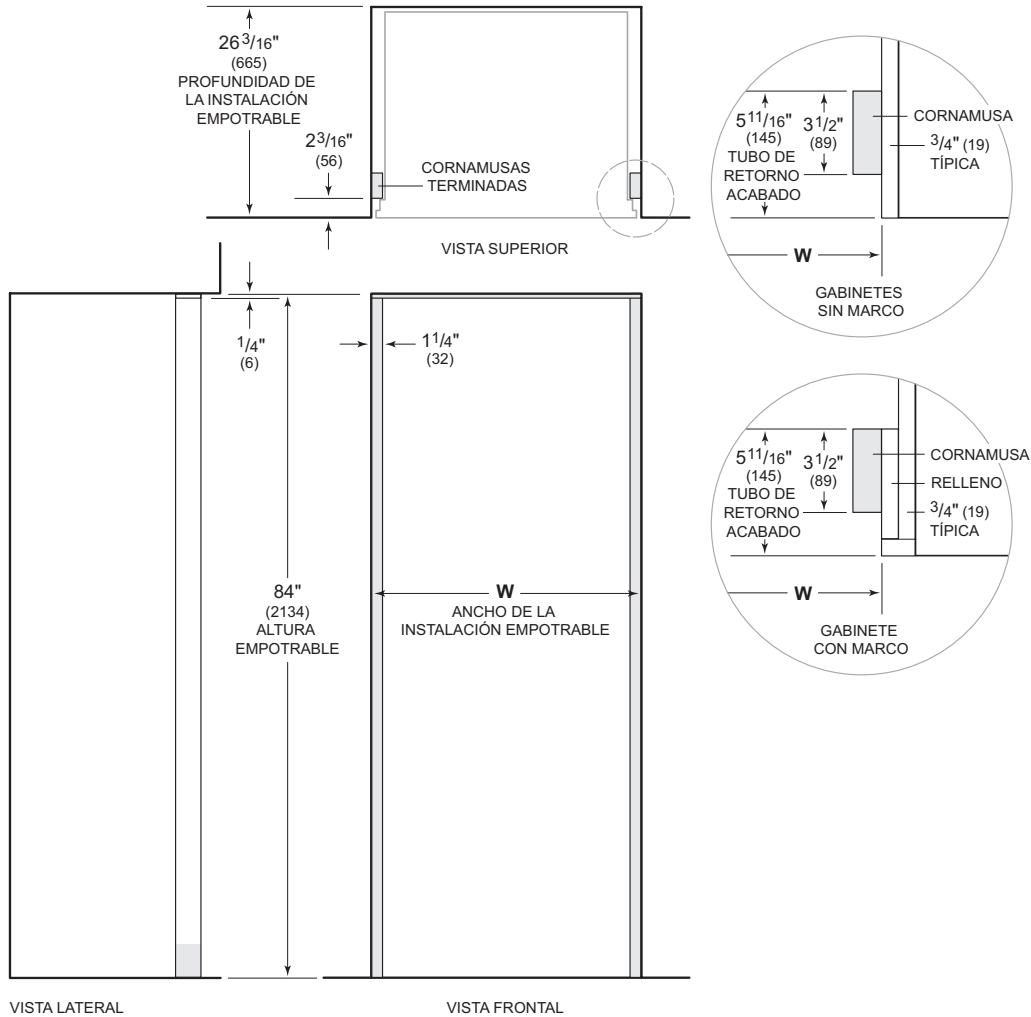 26 3/16"
(665)
PROFUNDIDAD DE
LA INSTALACIÓN
EMPOTRABLE
2 3/16"
(56)
CORNAMUSAS
TERMINADAS
VISTA SUPERIOR
5 11/16"
(145)
TUBO DE
RETORNO
ACABADO
3 1/2"
(89)
CORNAMUSA
3/4" (19)
TÍPICA
W
GABINETES
SIN MARCO
1/4"
(6)
1 1/4"
(32)
84"
(2134)
ALTURA
EMPOTRABLE
W
ANCHO DE LA
INSTALACIÓN EMPOTRABLE
5 11/16"
(145)
TUBO DE
RETORNO
ACABADO
3 1/2"
(89)
CORNAMUSA
RELLENO
3/4" (19)
TÍPICA
W
GABINETE
CON MARCO
VISTA LATERAL
VISTA FRONTAL